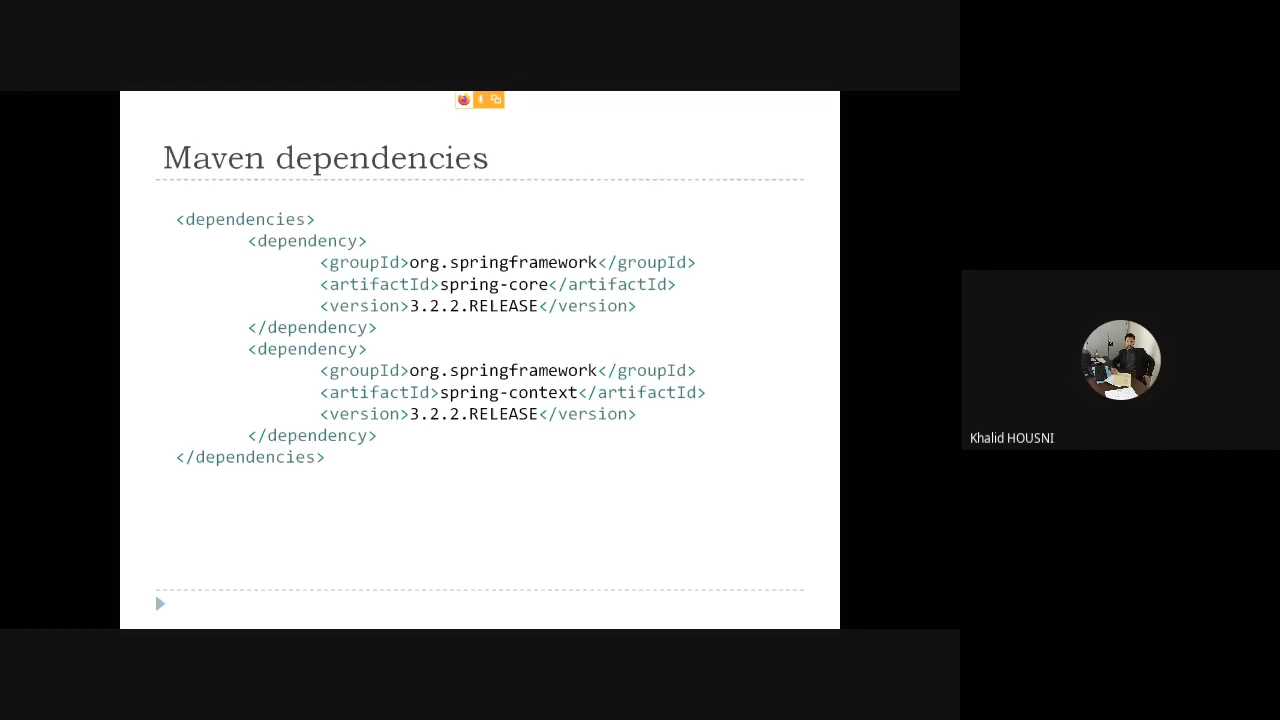 Maven dependencies
<dependencies>
<dependency>
<groupId>org.springframework</groupId>
<artifactId>spring-core</artifactId>
<version>3.2.2.RELEASE</version>
</dependency>
<dependency>
<groupId>org.springframework</groupId>
<artifactId>spring-context</artifactId>
<version>3.2.2.RELEASE</version>
</dependency>
</dependencies>
Khalid HOUSNI